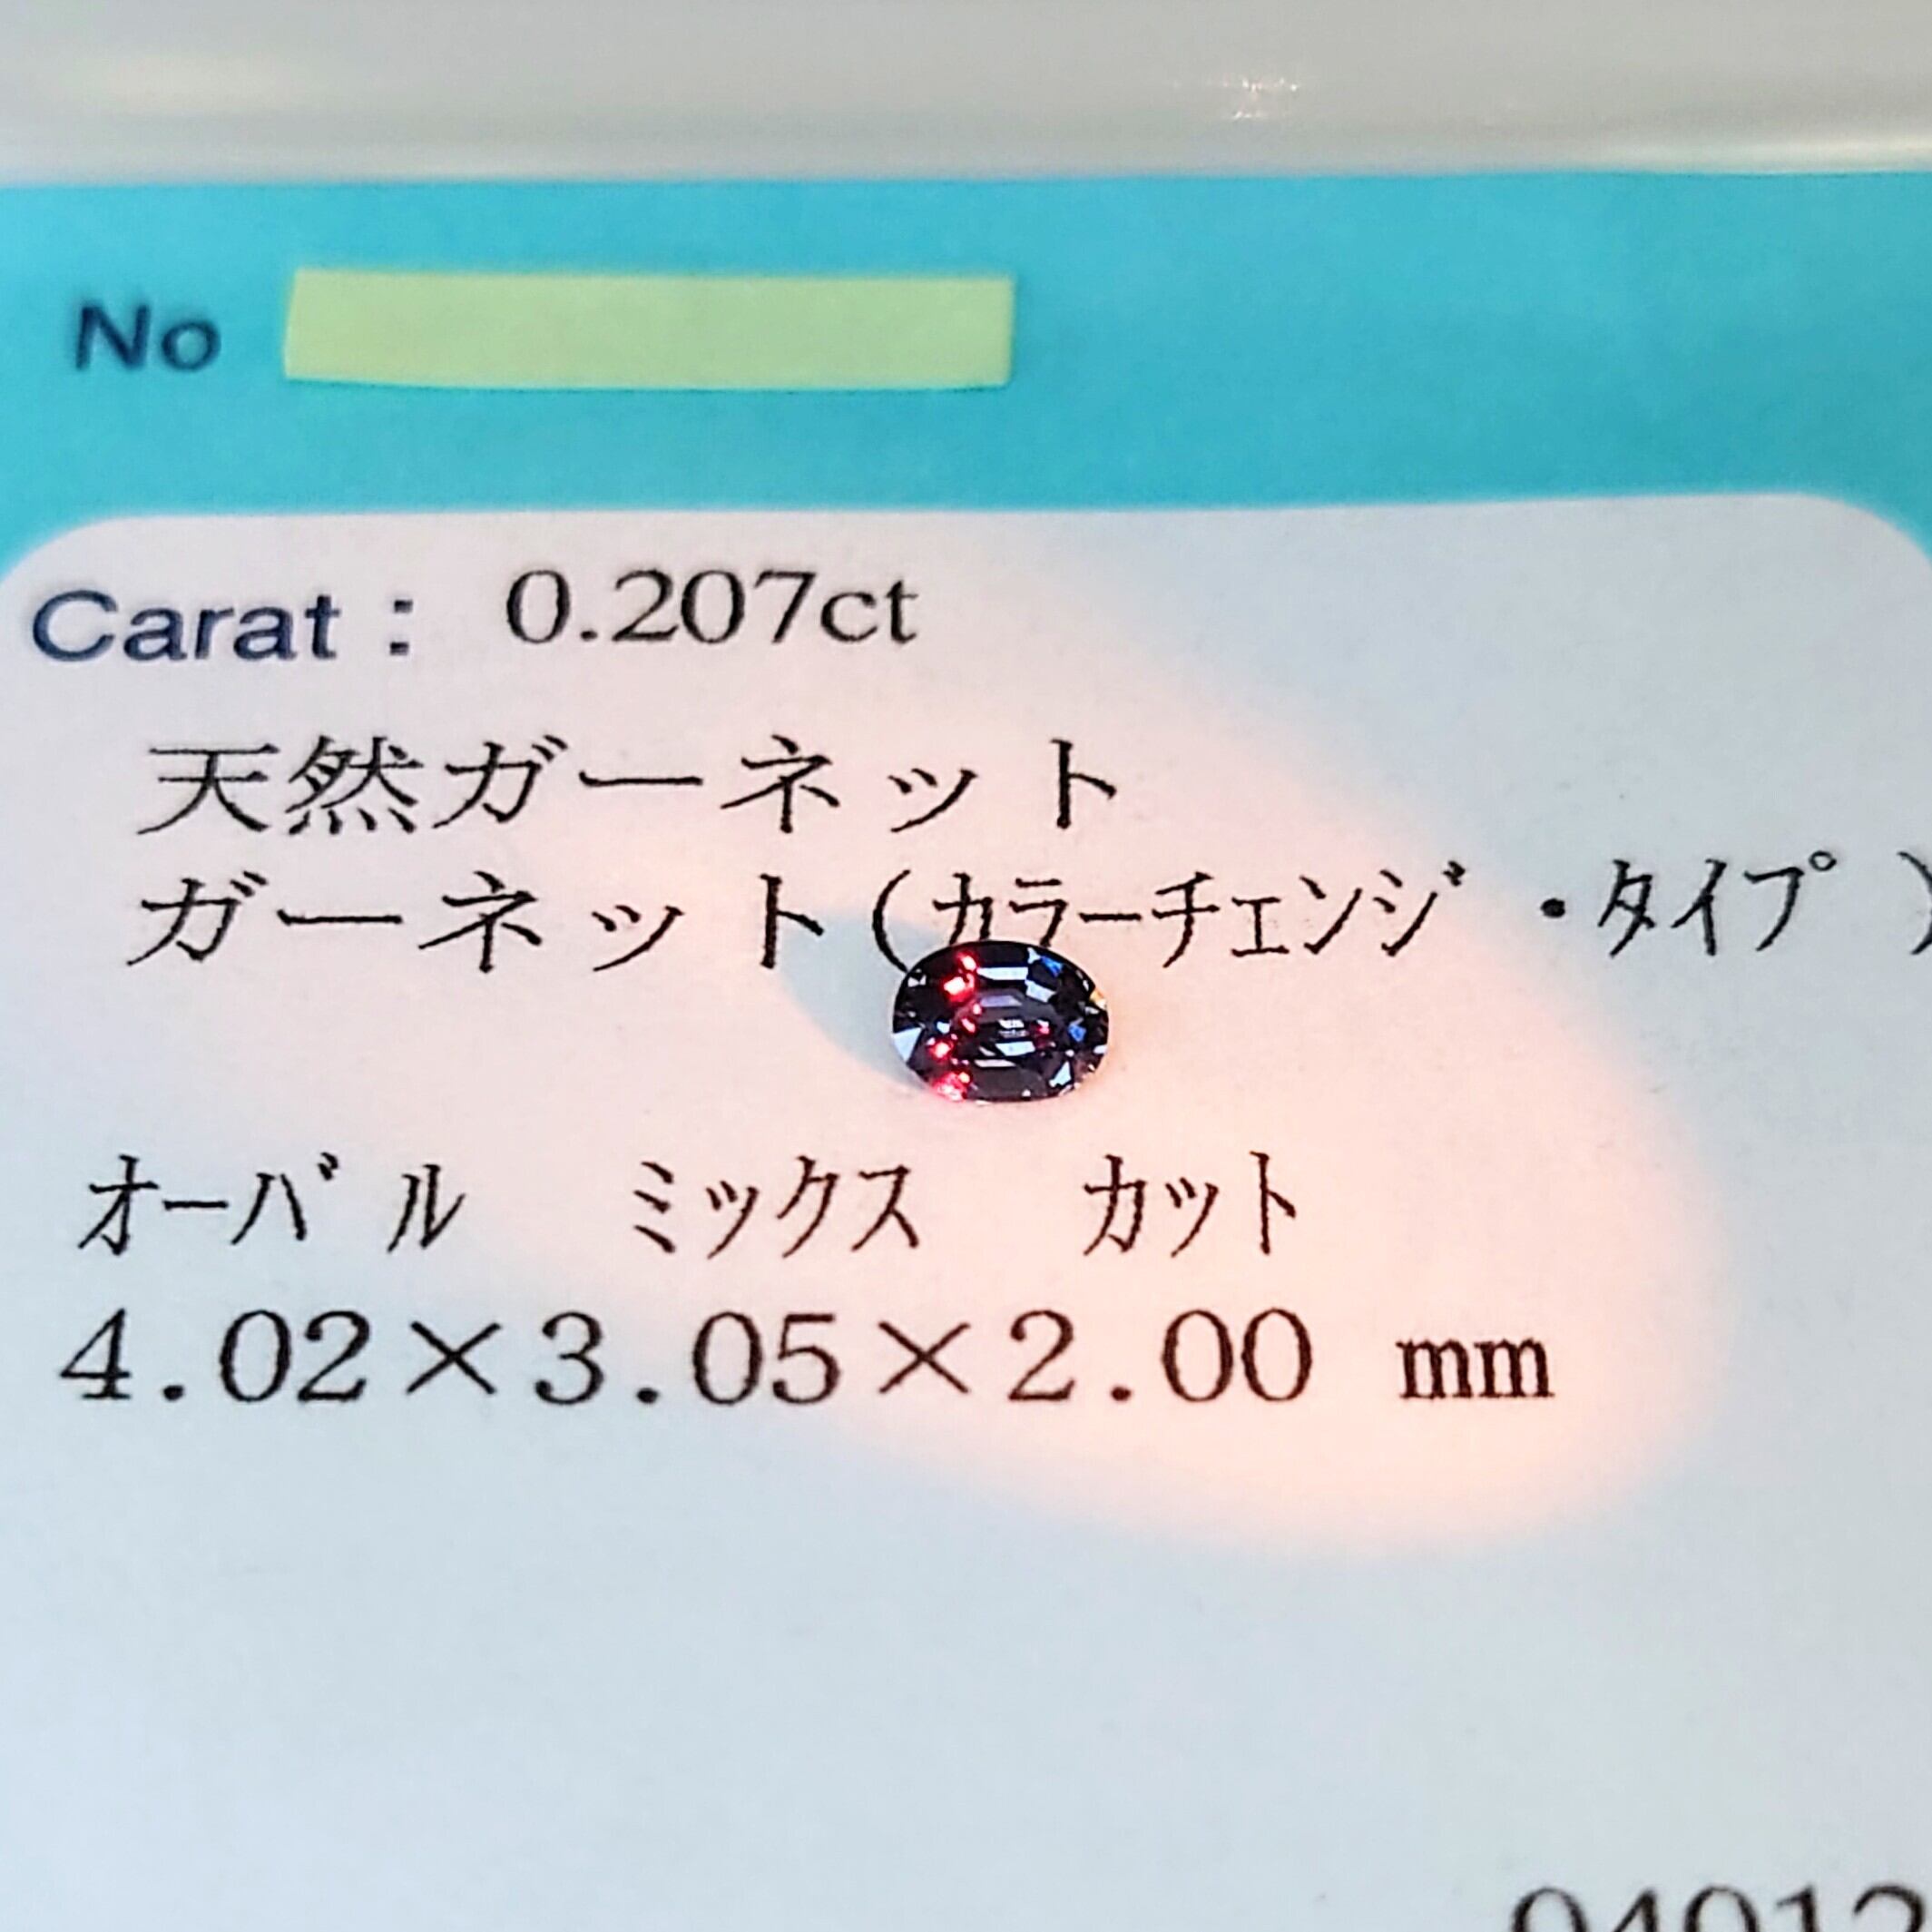 No
Carat : 0.207ct
天然ガーネット
ガーネット(カラーチェンジ・タイプ)
オーバル ミックス カット
4.02×3.05×2.00 mm